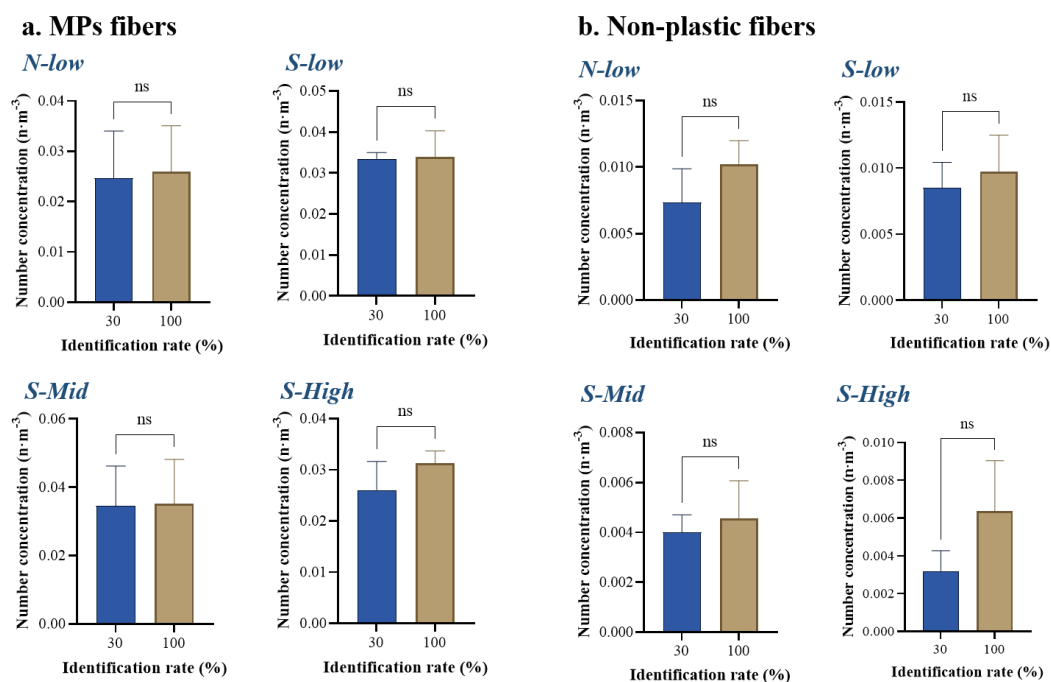 a. MPs fibers
N-low
Number concentration (n·m⁻³)
0.04
0.03
0.02
0.01
0.00
ns
30 100
Identification rate (%)
S-low
Number concentration (n·m⁻³)
0.05
0.04
0.03
0.02
0.01
0.00
ns
30 100
Identification rate (%)
S-Mid
Number concentration (n·m⁻³)
0.06
0.04
0.02
0.00
ns
30 100
Identification rate (%)
S-High
Number concentration (n·m⁻³)
0.04
0.03
0.02
0.01
0.00
ns
30 100
Identification rate (%)
b. Non-plastic fibers
N-low
Number concentration (n·m⁻³)
0.015
0.010
0.005
0.000
ns
30 100
Identification rate (%)
S-low
Number concentration (n·m⁻³)
0.015
0.010
0.005
0.000
ns
30 100
Identification rate (%)
S-Mid
Number concentration (n·m⁻³)
0.008
0.006
0.004
0.002
0.000
ns
30 100
Identification rate (%)
S-High
Number concentration (n·m⁻³)
0.010
0.008
0.006
0.004
0.002
0.000
ns
30 100
Identification rate (%)